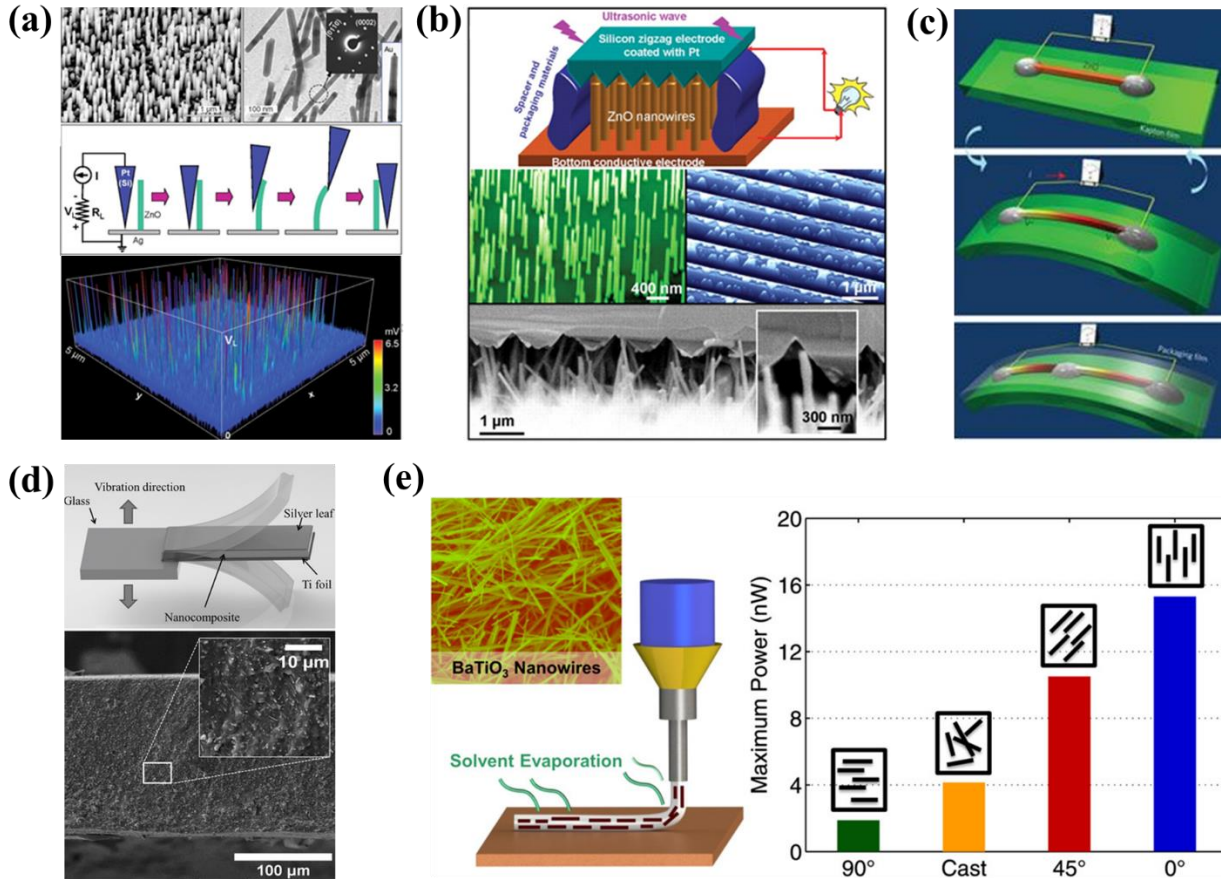 (a)
(0002)
Au
1 μm
100 nm
I
Pt
(Si)
V_L
R_L
ZnO
Ag
V_L
mV
6.5
3.2
0
5 μm
5 μm
y
x
0
(b)
Ultrasonic wave
Silicon zigzag electrode
coated with Pt
Spacer and
packaging materials
ZnO nanowires
Bottom conductive electrode
400 nm
1 μm
1 μm
300 nm
(c)
ZnO
Kapton film
Packaging film
(d)
Vibration direction
Glass
Silver leaf
Ti foil
Nanocomposite
10 μm
100 μm
(e)
BaTiO₃ Nanowires
Solvent Evaporation
Maximum Power (nW)
20
16
12
8
4
0
90°
Cast
45°
0°